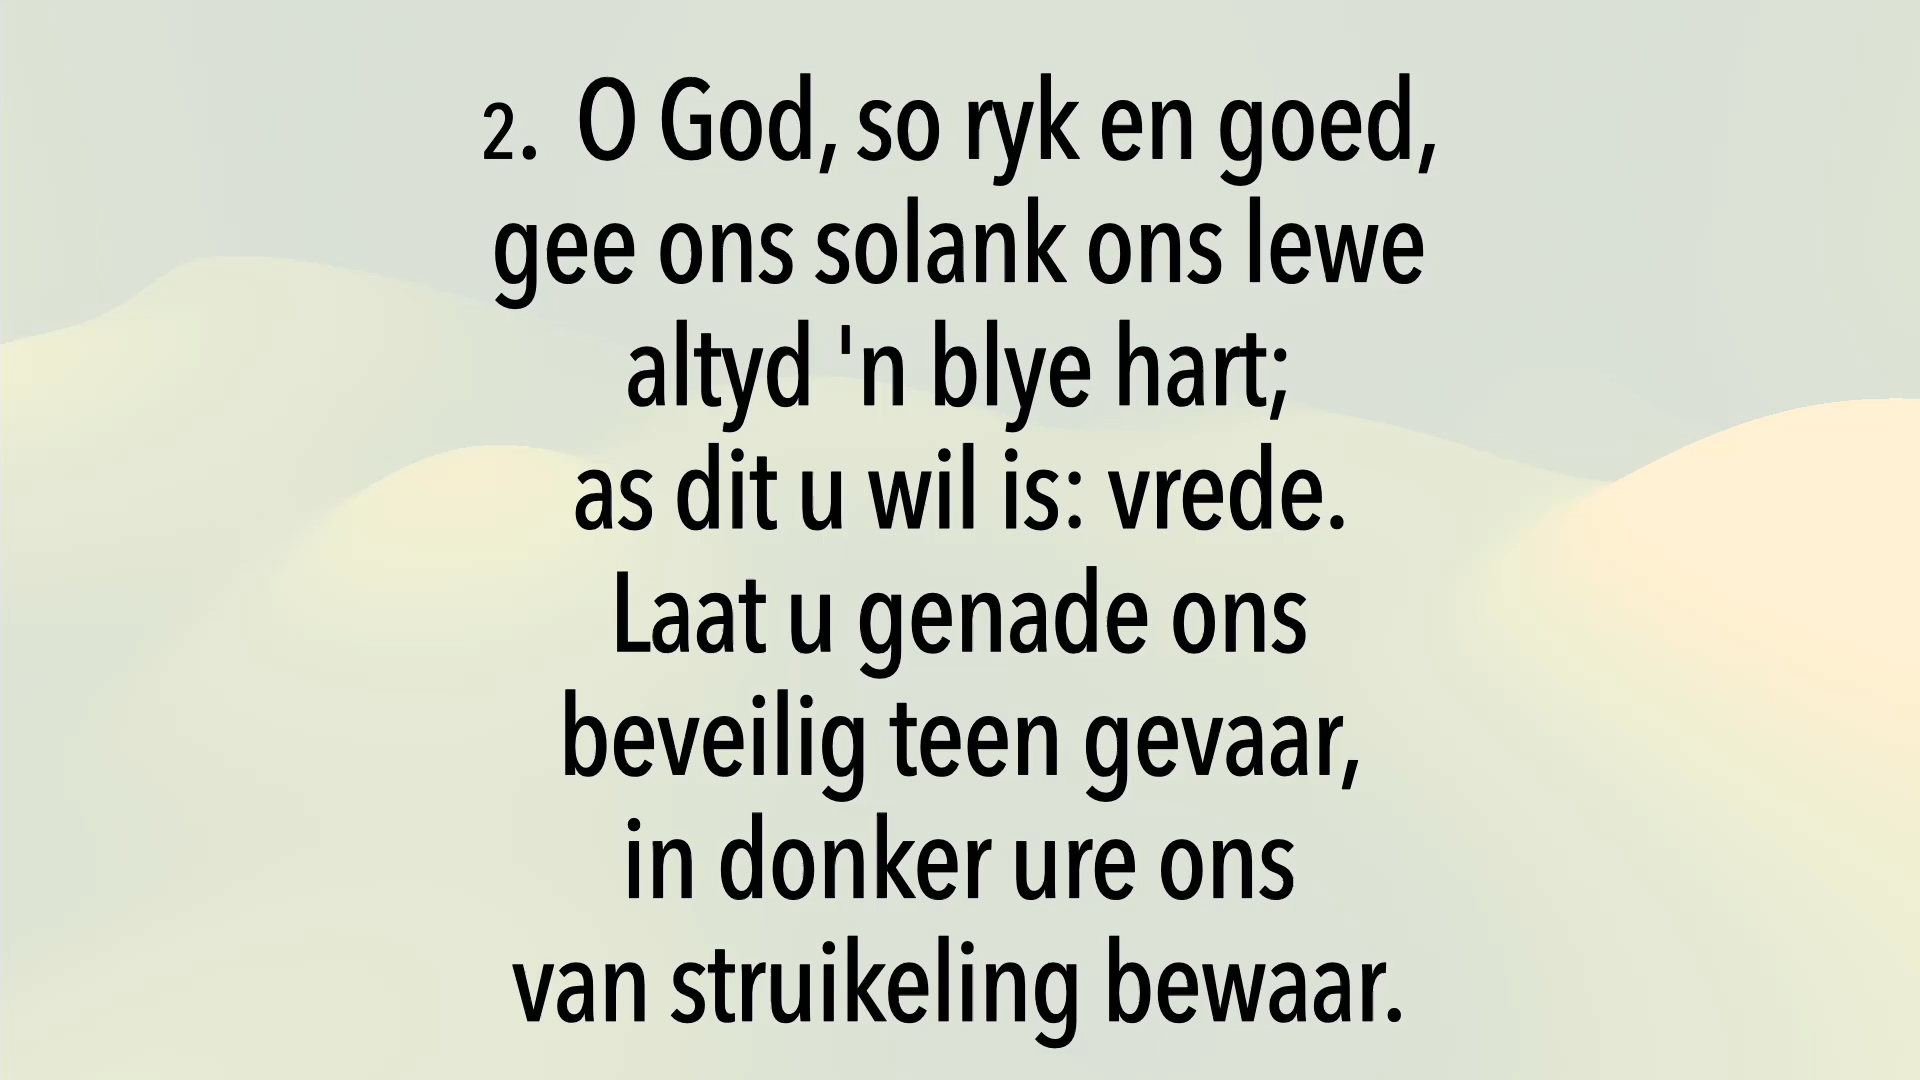 2. O God, so ryk en goed,
gee ons solank ons lewe
altyd 'n blye hart;
as dit u wil is: vrede.
Laat u genade ons
beveilig teen gevaar,
in donker ure ons
van struikeling bewaar.